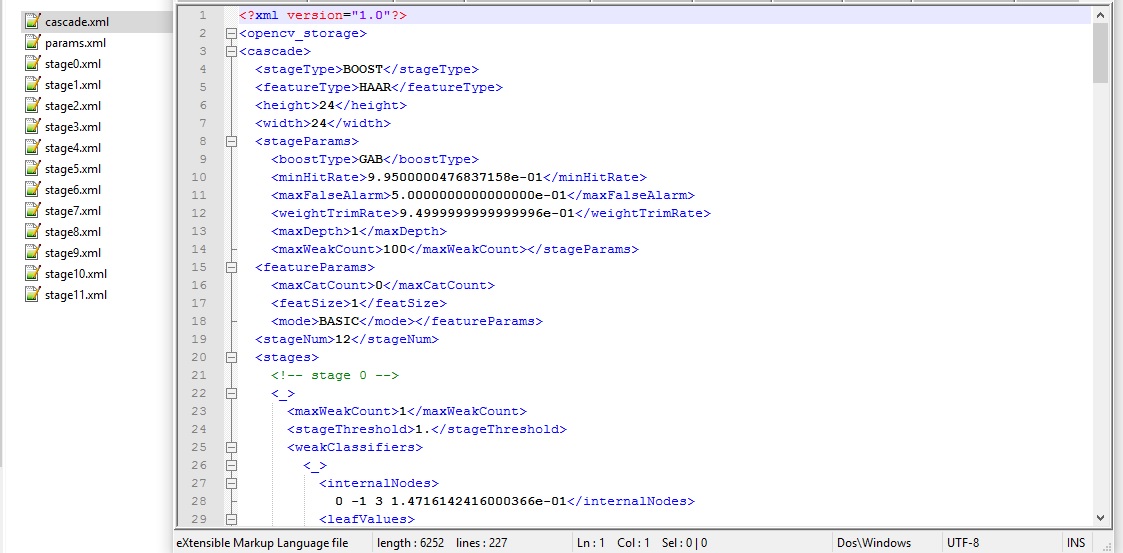 cascade.xml
params.xml
stage0.xml
stage1.xml
stage2.xml
stage3.xml
stage4.xml
stage5.xml
stage6.xml
stage7.xml
stage8.xml
stage9.xml
stage10.xml
stage11.xml
1 <?xml version="1.0"?>
2 <opencv_storage>
3 <cascade>
4 <stageType>BOOST</stageType>
5 <featureType>HAAR</featureType>
6 <height>24</height>
7 <width>24</width>
8 <stageParams>
9 <boostType>GAB</boostType>
10 <minHitRate>9.9500000476837158e-01</minHitRate>
11 <maxFalseAlarm>5.0000000000000000e-01</maxFalseAlarm>
12 <weightTrimRate>9.4999999999999996e-01</weightTrimRate>
13 <maxDepth>1</maxDepth>
14 <maxWeakCount>100</maxWeakCount></stageParams>
15 <featureParams>
16 <maxCatCount>0</maxCatCount>
17 <featSize>1</featSize>
18 <mode>BASIC</mode></featureParams>
19 <stageNum>12</stageNum>
20 <stages>
21 <!-- stage 0 -->
22 <_>
23 <maxWeakCount>1</maxWeakCount>
24 <stageThreshold>1.</stageThreshold>
25 <weakClassifiers>
26 <_>
27 <internalNodes>
28 0 -1 3 1.4716142416000366e-01</internalNodes>
29 <leafValues>
eXtensible Markup Language file length : 6252 lines : 227 Ln : 1 Col : 1 Sel : 0 | 0 Dos\Windows UTF-8 INS